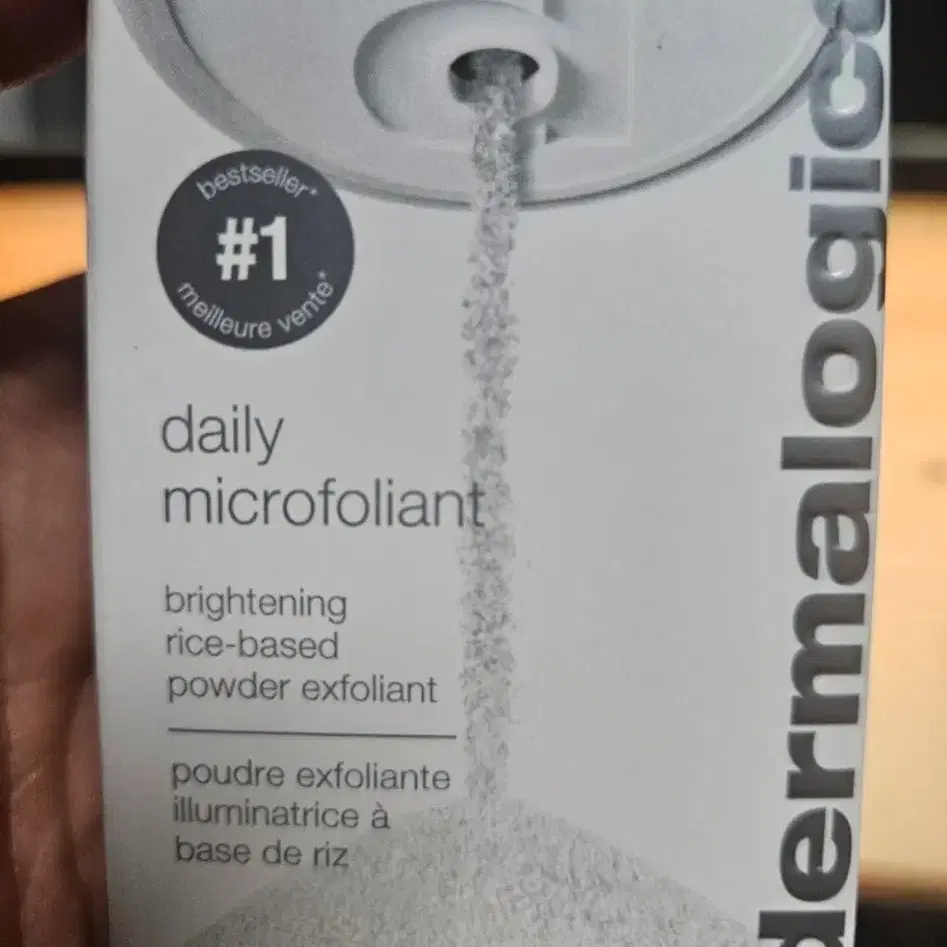 bestseller*
#1
meilleure vente*
daily
microfoliant
brightening
rice-based
powder exfoliant
poudre exfoliante
illuminatrice à
base de riz
dermalogica